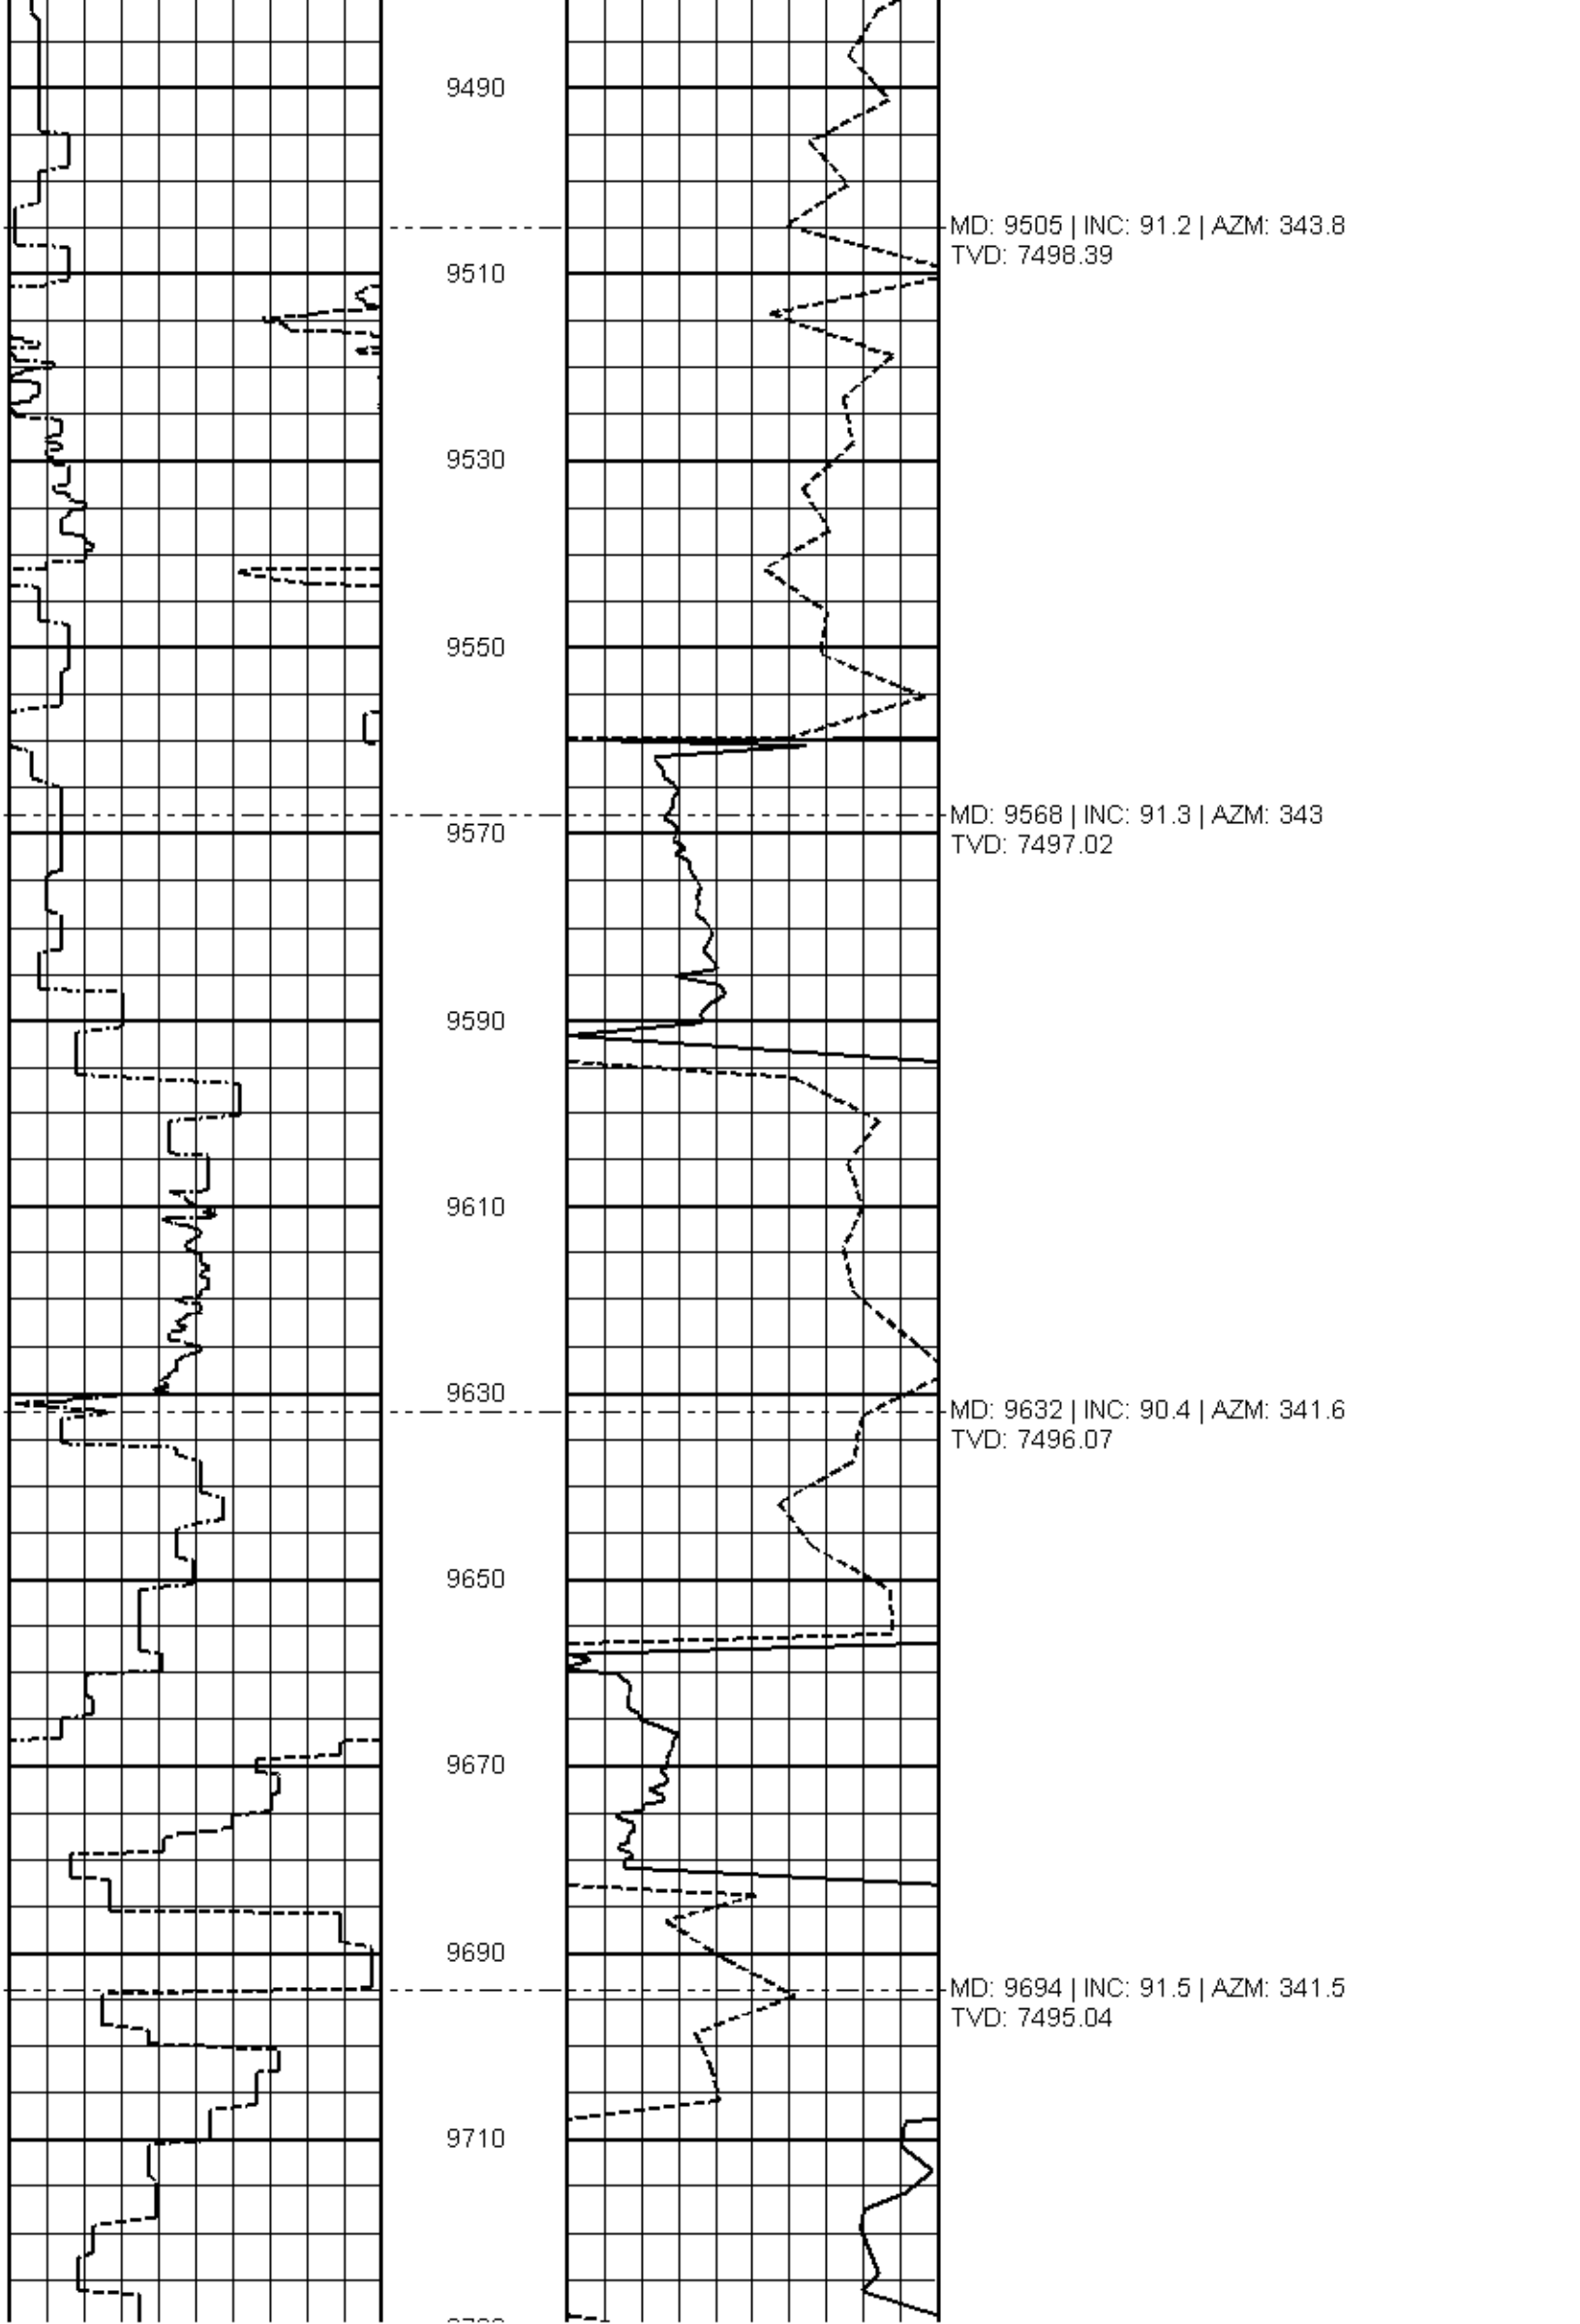 9490
MD: 9505 | INC: 91.2 | AZM: 343.8
TVD: 7498.39
9510
9530
9550
MD: 9568 | INC: 91.3 | AZM: 343
TVD: 7497.02
9570
9590
9610
9630
MD: 9632 | INC: 90.4 | AZM: 341.6
TVD: 7496.07
9650
9670
9690
MD: 9694 | INC: 91.5 | AZM: 341.5
TVD: 7495.04
9710